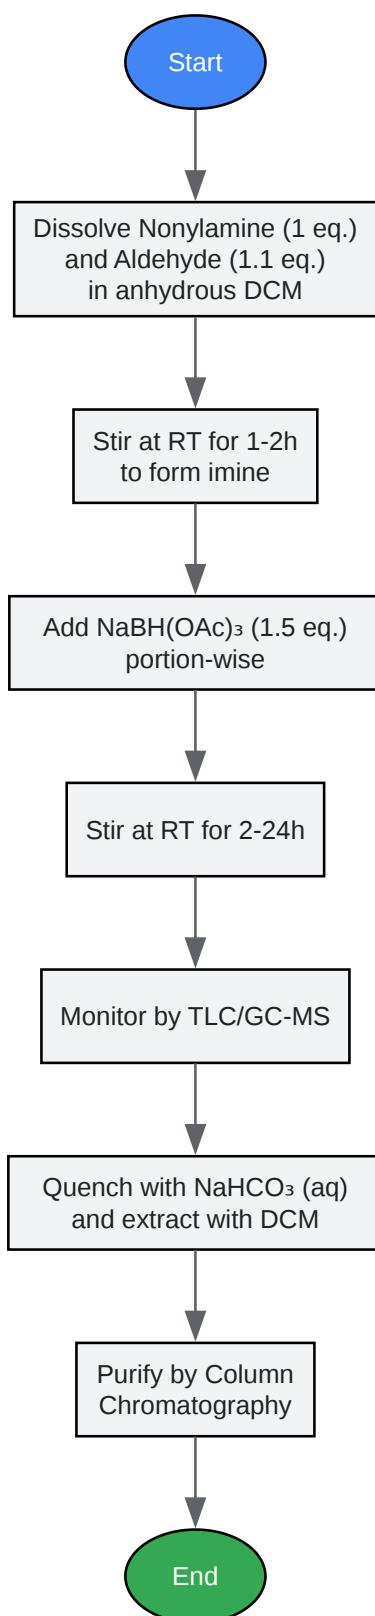 Start
Dissolve Nonylamine (1 eq.)
and Aldehyde (1.1 eq.)
in anhydrous DCM
Stir at RT for 1-2h
to form imine
Add NaBH(OAc)₃ (1.5 eq.)
portion-wise
Stir at RT for 2-24h
Monitor by TLC/GC-MS
Quench with NaHCO₃ (aq)
and extract with DCM
Purify by Column
Chromatography
End